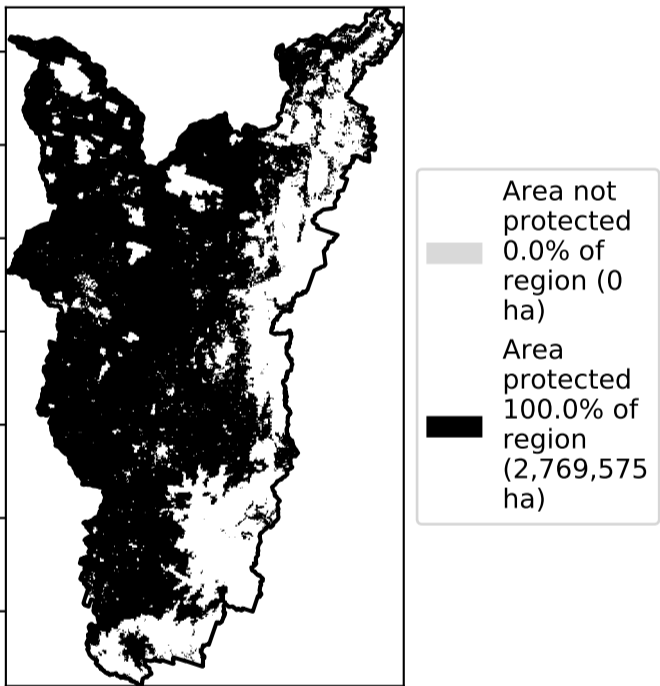 Area not
protected
0.0% of
region (0
ha)
Area
protected
100.0% of
region
(2,769,575
ha)